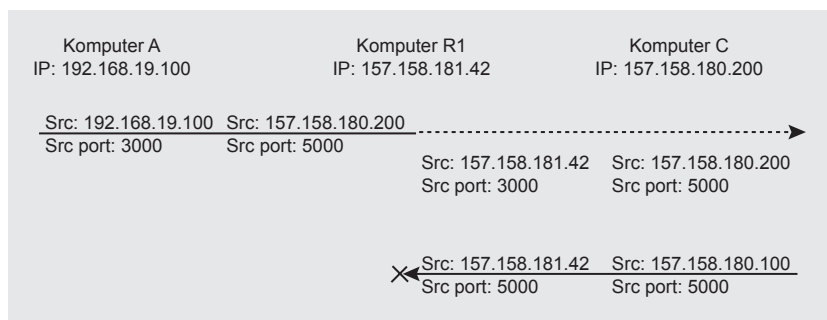 Komputer A Komputer R1 Komputer C
IP: 192.168.19.100 IP: 157.158.181.42 IP: 157.158.180.200
Src: 192.168.19.100 Src: 157.158.180.200
Src port: 3000 Src port: 5000
Src: 157.158.181.42 Src: 157.158.180.200
Src port: 3000 Src port: 5000
Src: 157.158.181.42 Src: 157.158.180.100
Src port: 5000 Src port: 5000